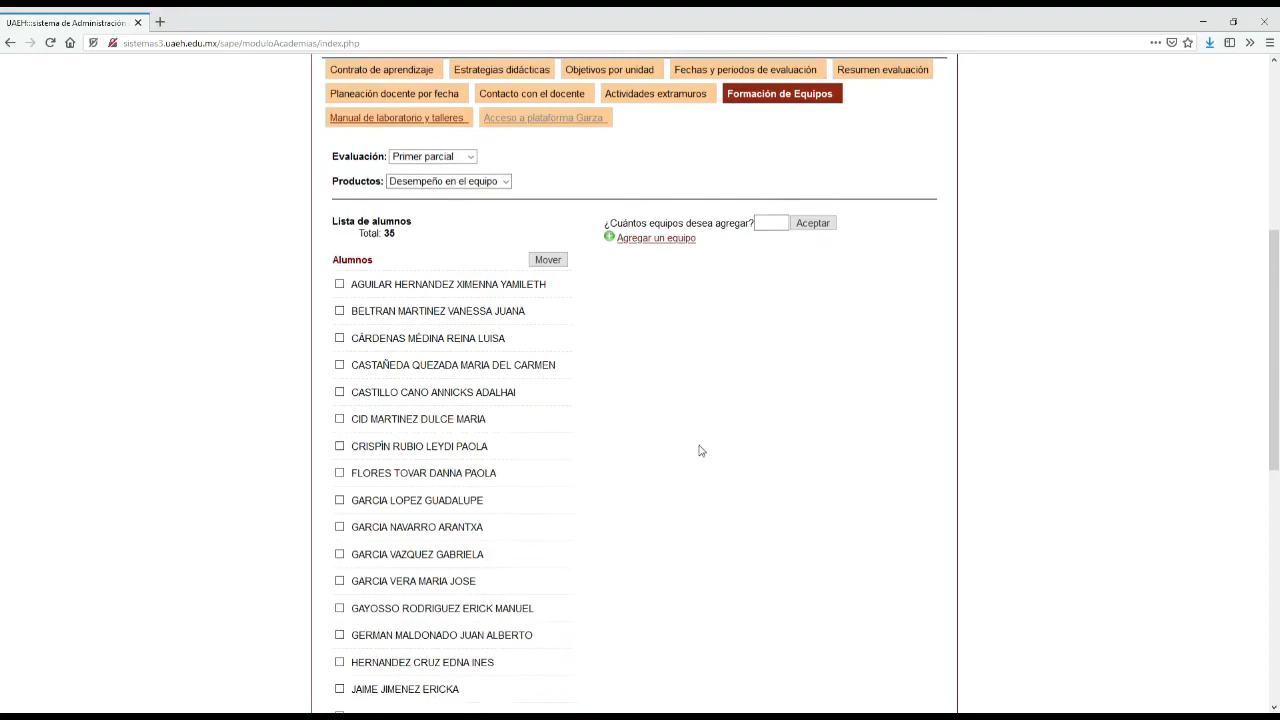 UAEH:::sistema de Administración
sistemas3.uaeh.edu.mx/sape/moduloAcademias/index.php
Contrato de aprendizaje Estrategias didácticas Objetivos por unidad Fechas y periodos de evaluación Resumen evaluación
Planeación docente por fecha Contacto con el docente Actividades extramuros Formación de Equipos
Manual de laboratorio y talleres Acceso a plataforma Garza
Evaluación: Primer parcial
Productos: Desempeño en el equipo
Lista de alumnos ¿Cuántos equipos desea agregar? Aceptar
Total: 35 Agregar un equipo
Alumnos Mover
AGUILAR HERNANDEZ XIMENNA YAMILETH
BELTRAN MARTINEZ VANESSA JUANA
CÁRDENAS MÉDINA REINA LUISA
CASTAÑEDA QUEZADA MARIA DEL CARMEN
CASTILLO CANO ANNICKS ADALHAI
CID MARTINEZ DULCE MARIA
CRISPÍN RUBIO LEYDI PAOLA
FLORES TOVAR DANNA PAOLA
GARCIA LOPEZ GUADALUPE
GARCIA NAVARRO ARANTXA
GARCIA VAZQUEZ GABRIELA
GARCIA VERA MARIA JOSE
GAYOSSO RODRIGUEZ ERICK MANUEL
GERMAN MALDONADO JUAN ALBERTO
HERNANDEZ CRUZ EDNA INES
JAIME JIMENEZ ERICKA